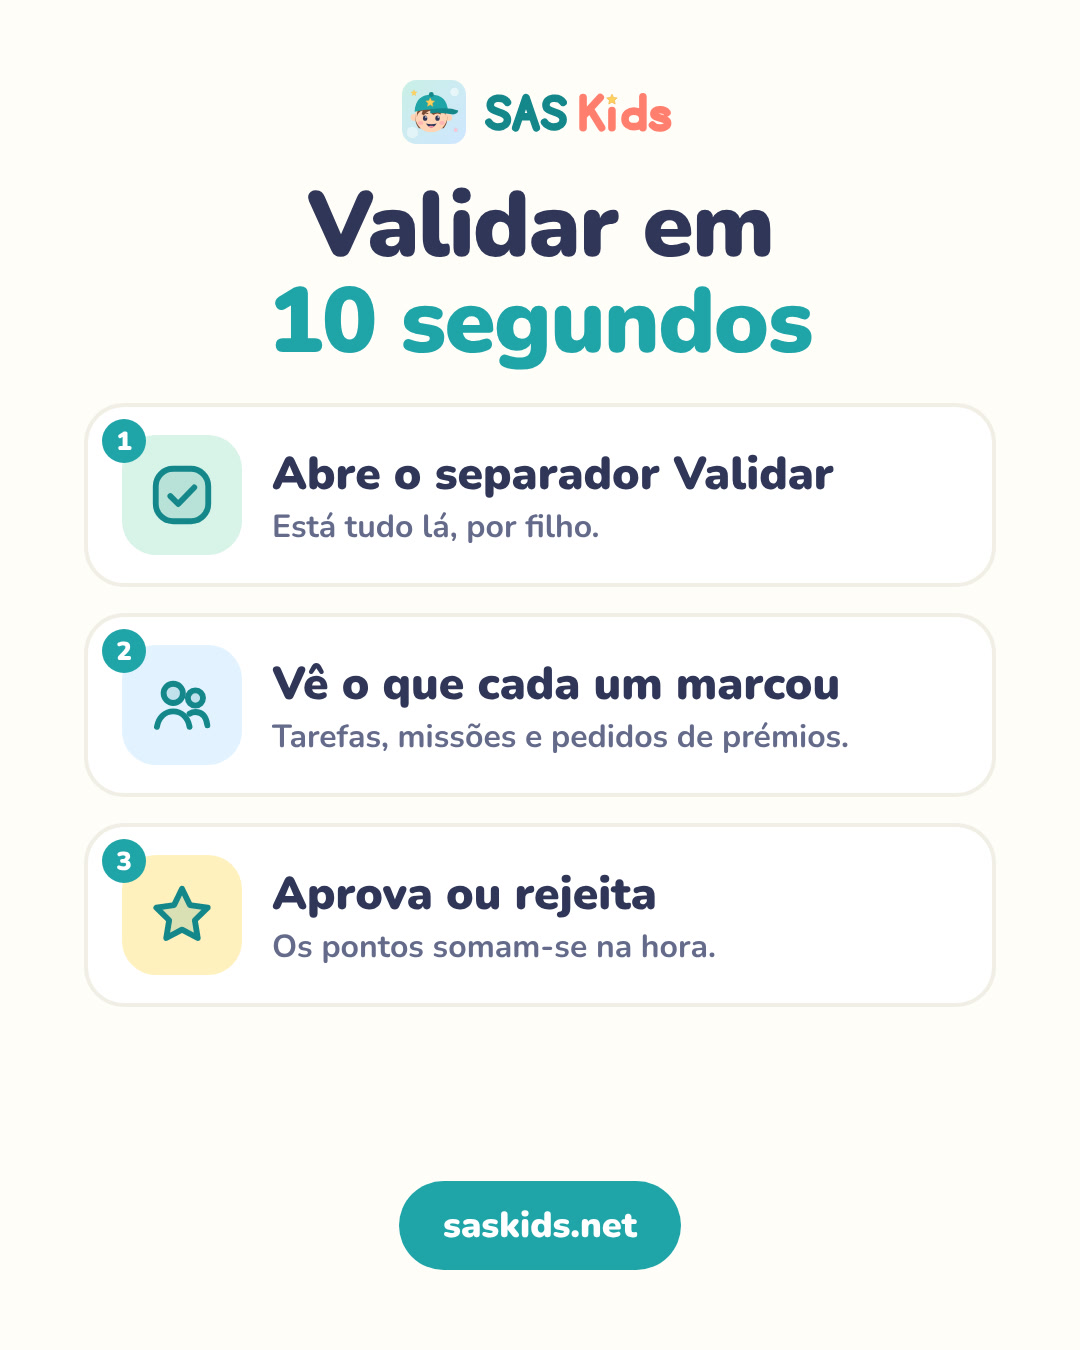 SAS Kids
Validar em
10 segundos
1
Abre o separador Validar
Está tudo lá, por filho.
2
Vê o que cada um marcou
Tarefas, missões e pedidos de prémios.
3
Aprova ou rejeita
Os pontos somam-se na hora.
saskids.net